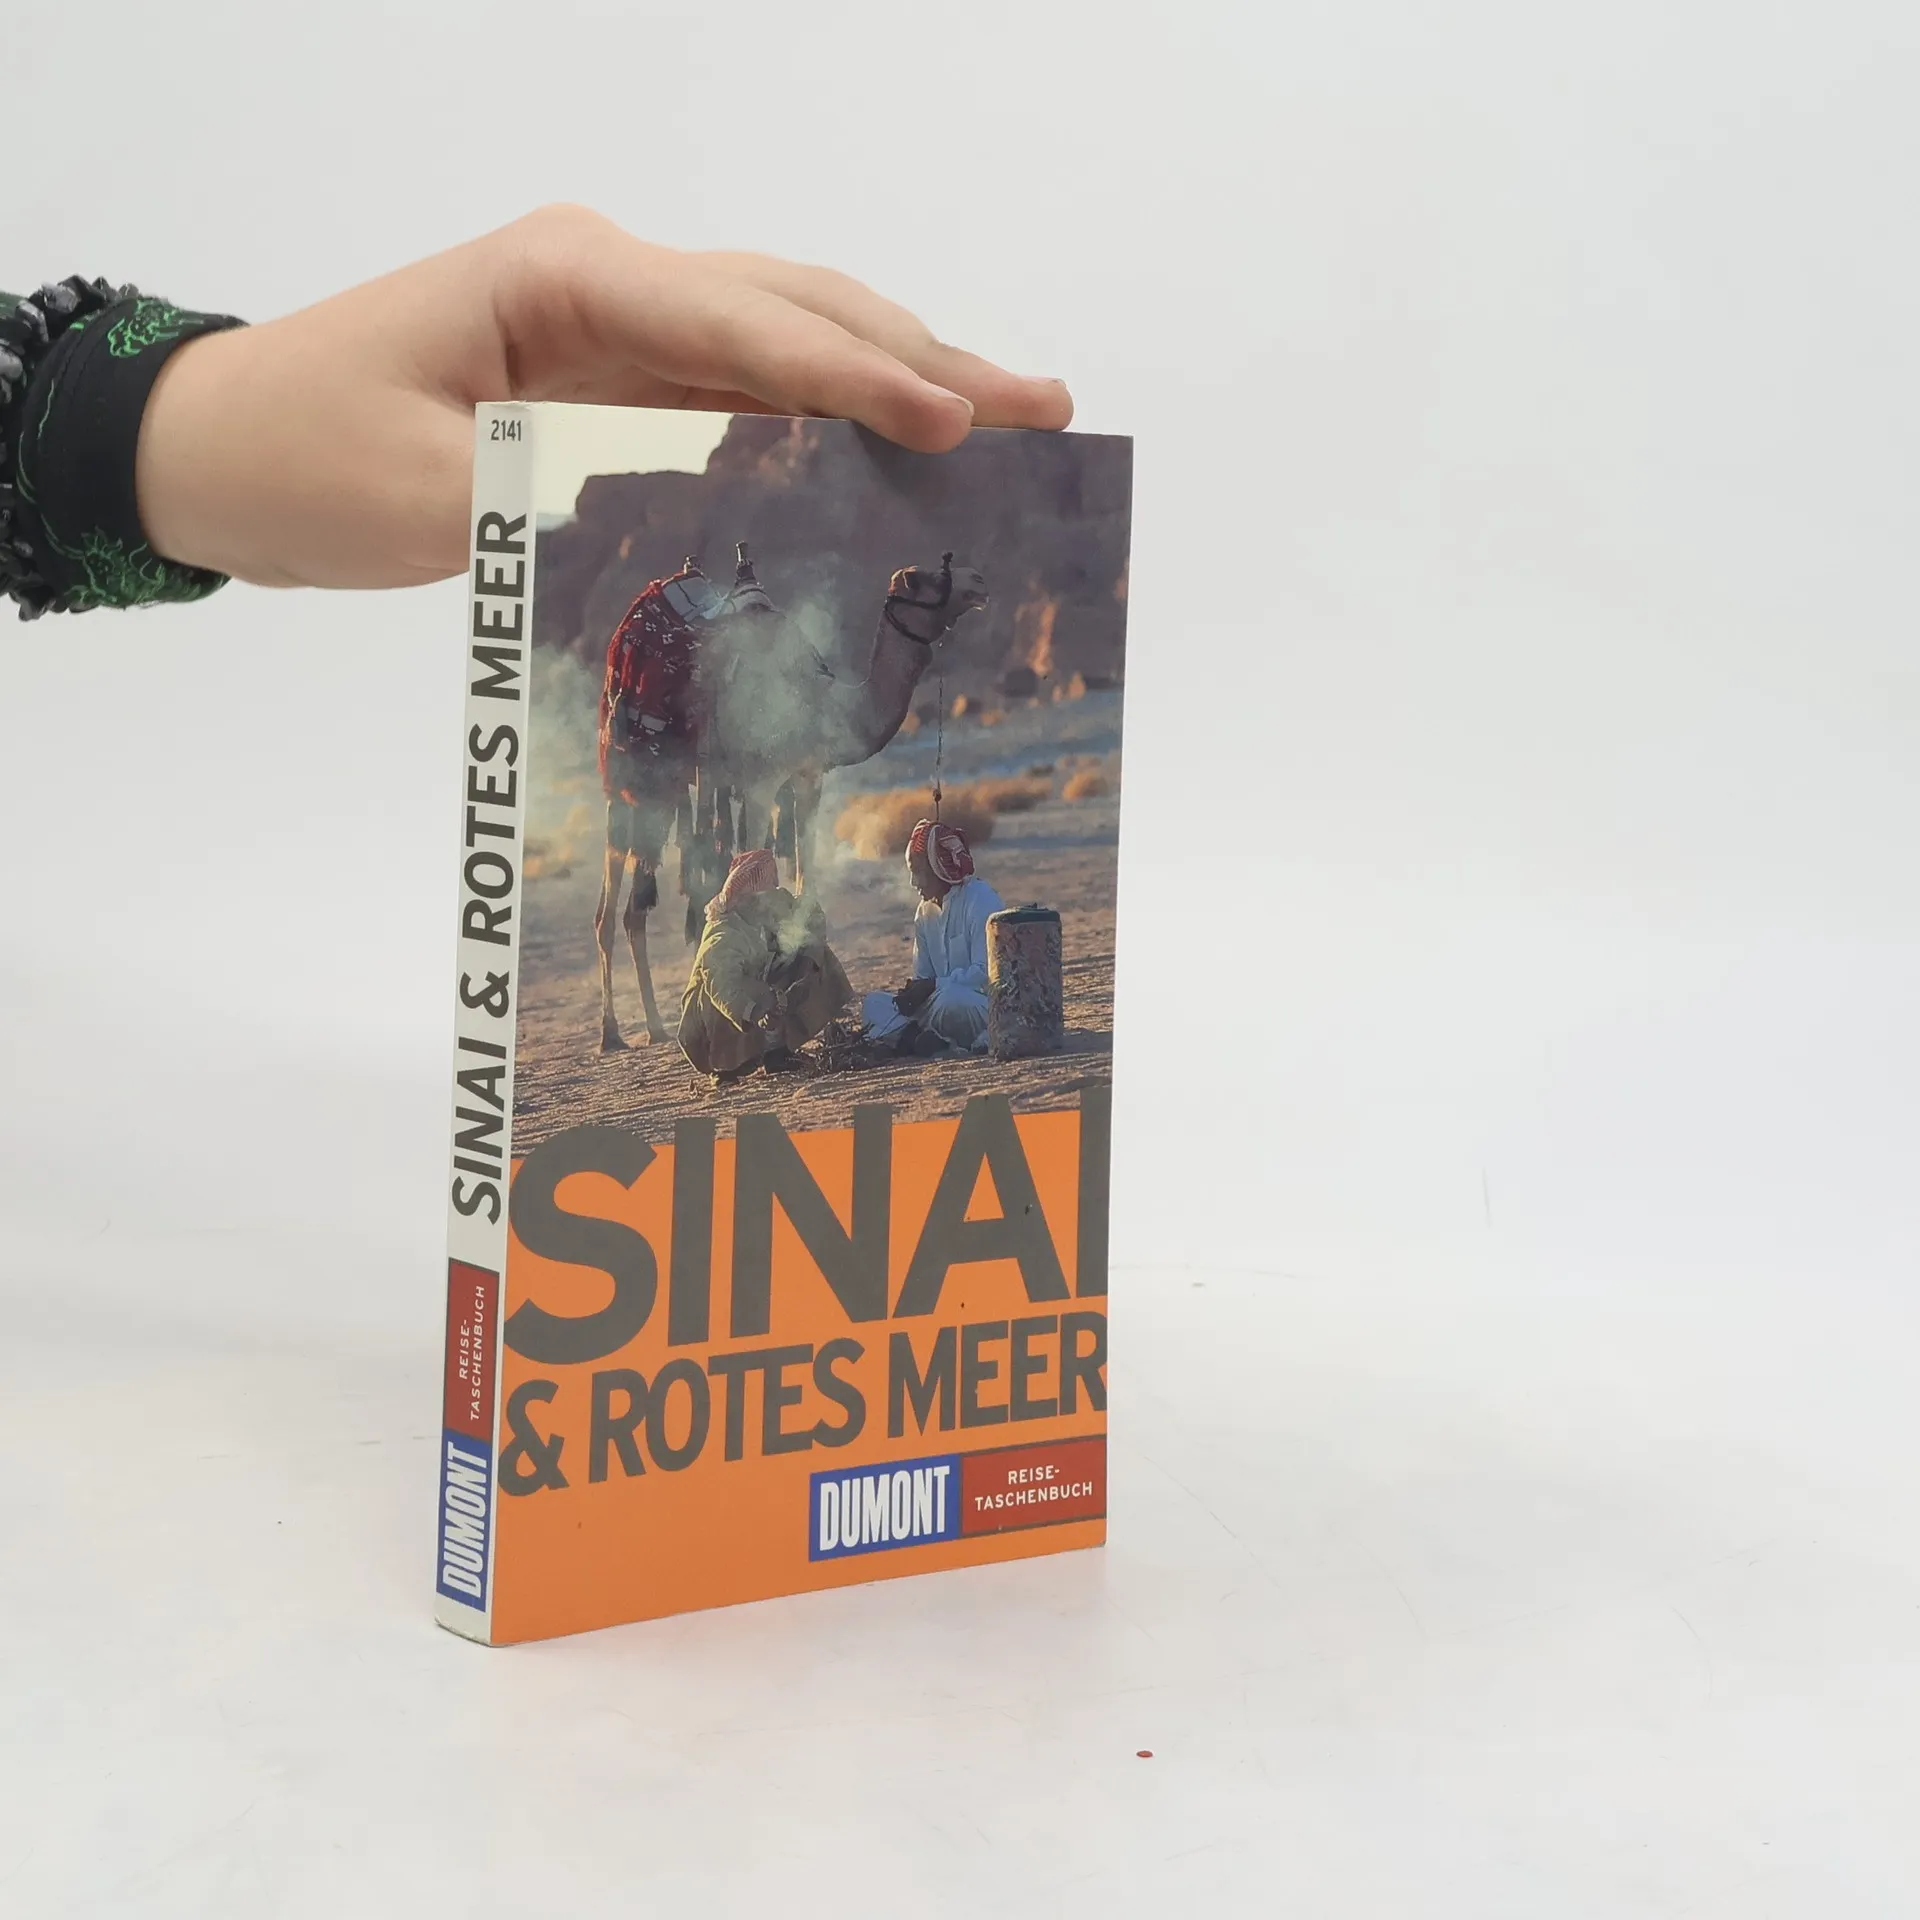 2141
SINAI & ROTES MEER
REISE-
TASCHENBUCH
DUMONT
SINAI
& ROTES MEER
DUMONT
REISE-
TASCHENBUCH